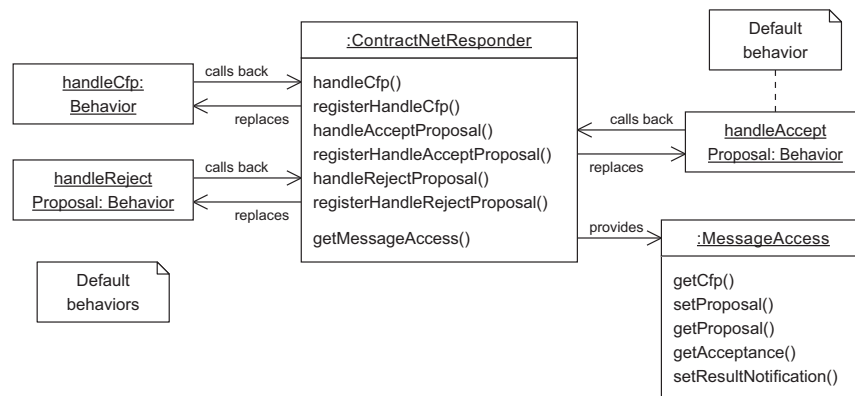 Default
behavior
:ContractNetResponder
handleCfp:
Behavior
calls back
replaces
handleCfp()
registerHandleCfp()
handleAcceptProposal()
registerHandleAcceptProposal()
handleRejectProposal()
registerHandleRejectProposal()
getMessageAccess()
calls back
replaces
handleAccept
Proposal: Behavior
handleReject
Proposal: Behavior
calls back
replaces
provides
:MessageAccess
getCfp()
setProposal()
getProposal()
getAcceptance()
setResultNotification()
Default
behaviors